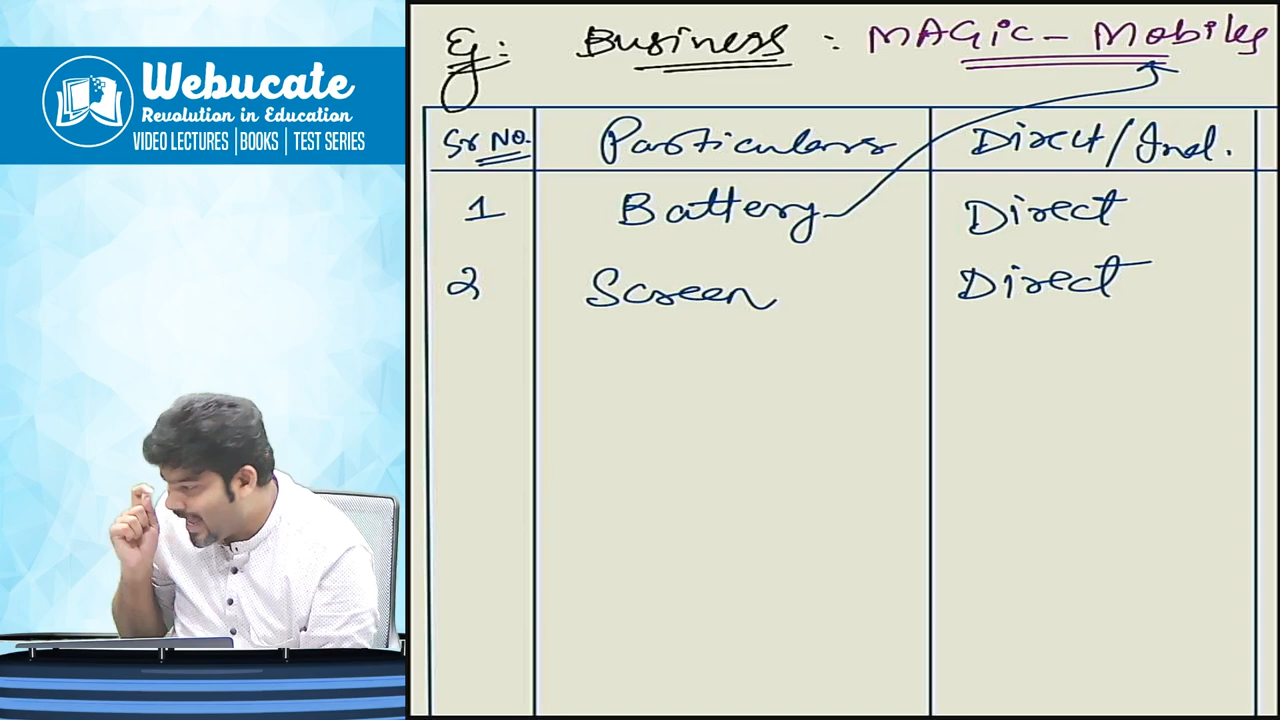 Webucate
Revolution in Education
VIDEO LECTURES | BOOKS | TEST SERIES
Eg: Business : MAGic - Mobiles
Sr No. Particulars Direct/Ind.
1 Battery Direct
2 Screen Direct